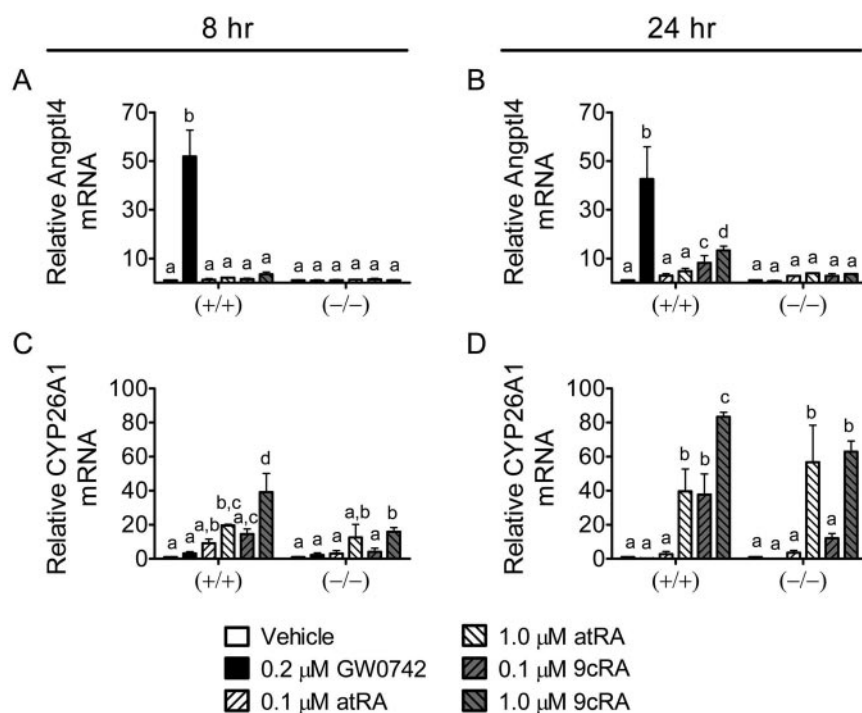 8 hr
24 hr
A
Relative Angptl4
mRNA
70
50
30
10
a
b
a a a a
a a a a a a
(+/+)
(−/−)
B
Relative Angptl4
mRNA
70
50
30
10
a
b
a
a
c
d
a a a a a a
(+/+)
(−/−)
C
Relative CYP26A1
mRNA
100
80
60
40
20
0
a
a
a,b
b,c
a,c
d
a
a
a
a,b
a
b
(+/+)
(−/−)
D
Relative CYP26A1
mRNA
100
80
60
40
20
0
a
a
a
b
b
c
a
a
a
b
a
b
(+/+)
(−/−)
Vehicle
0.2 μM GW0742
0.1 μM atRA
1.0 μM atRA
0.1 μM 9cRA
1.0 μM 9cRA